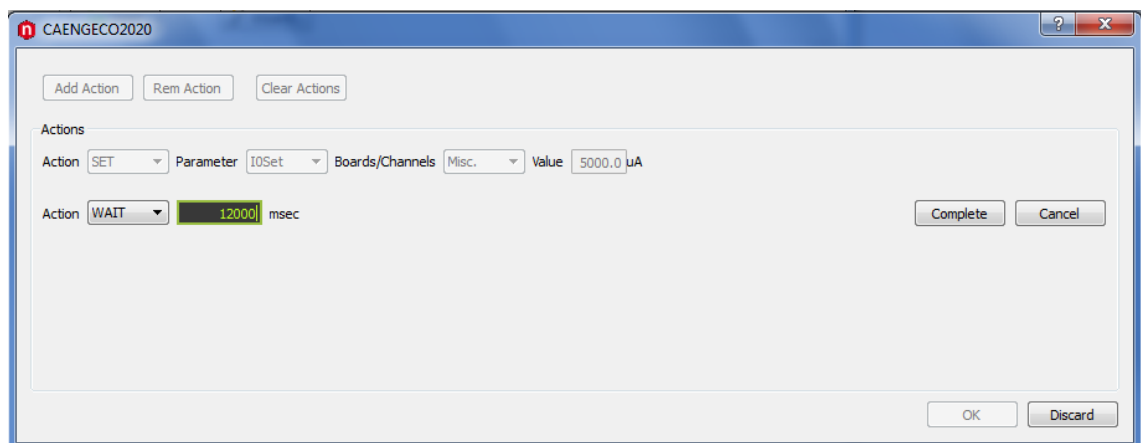 CAENGECO2020
Add Action Rem Action Clear Actions
Actions
Action SET Parameter I0Set Boards/Channels Misc. Value 5000.0 uA
Action WAIT 12000 msec Complete Cancel
OK Discard